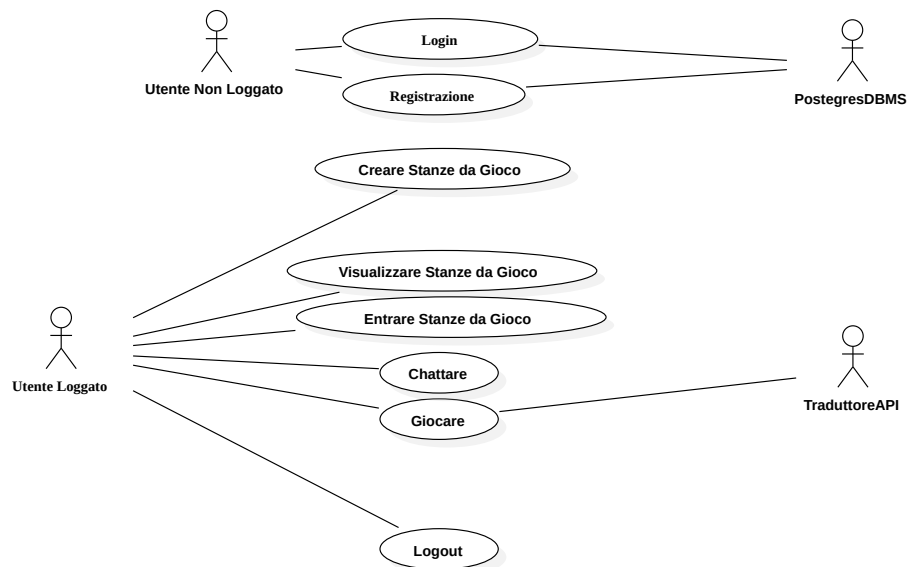 Login
Utente Non Loggato
Registrazione
PostegresDBMS
Creare Stanze da Gioco
Visualizzare Stanze da Gioco
Entrare Stanze da Gioco
Chattare
Utente Loggato
Giocare
TraduttoreAPI
Logout